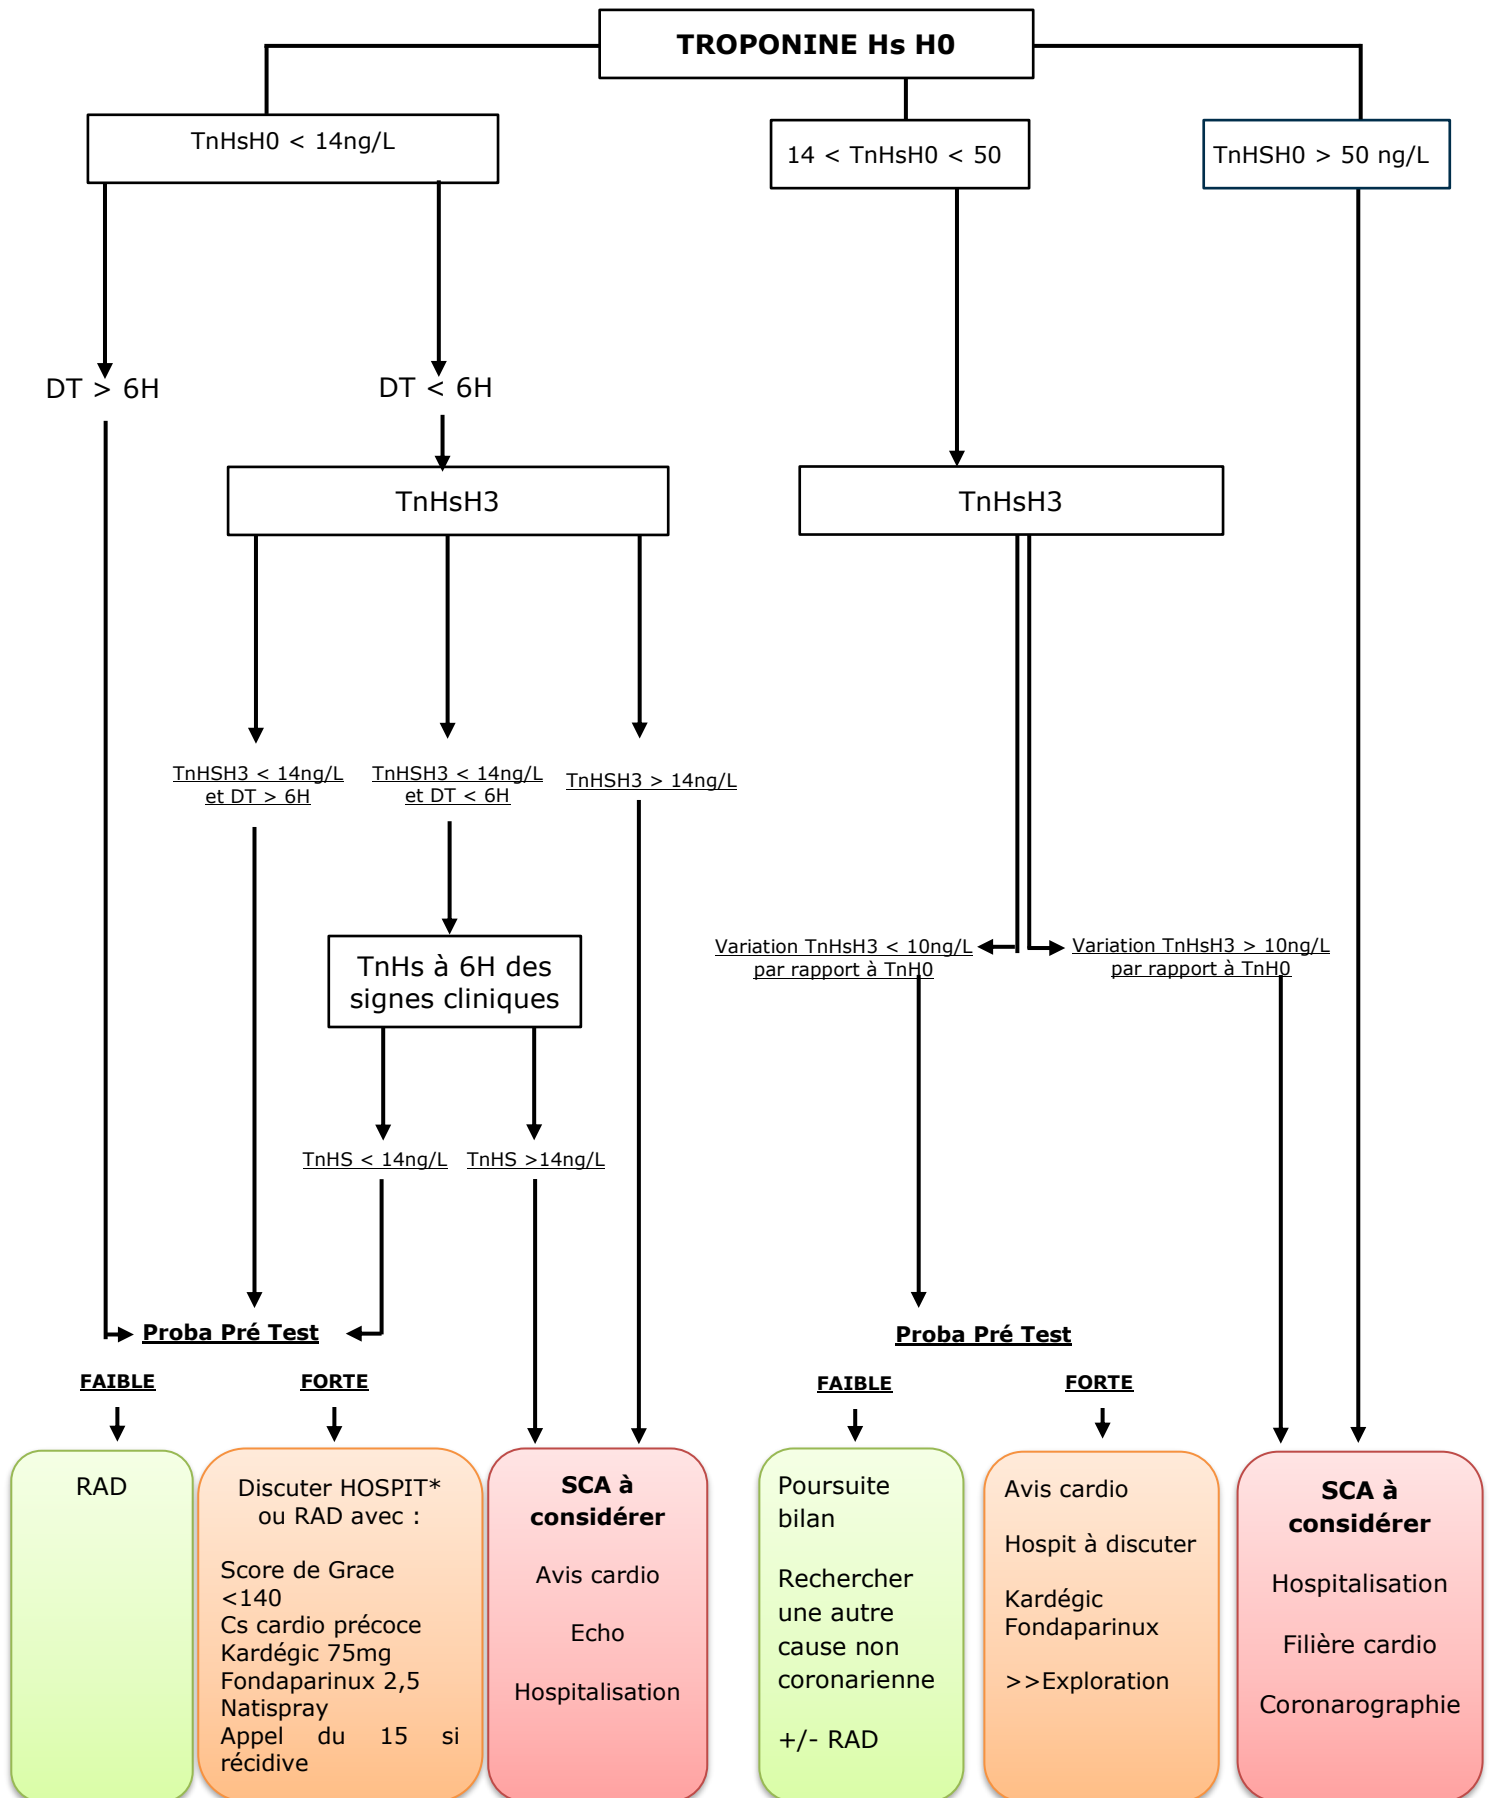 TROPONINE Hs H0
TnHsH0 < 14ng/L
14 < TnHsH0 < 50
TnHSH0 > 50 ng/L
DT > 6H
DT < 6H
TnHsH3
TnHsH3
TnHSH3 < 14ng/L
et DT > 6H
TnHSH3 < 14ng/L
et DT < 6H
TnHSH3 > 14ng/L
Variation TnHsH3 < 10ng/L
par rapport à TnH0
Variation TnHsH3 > 10ng/L
par rapport à TnH0
TnHs à 6H des
signes cliniques
TnHS < 14ng/L
TnHS >14ng/L
Proba Pré Test
Proba Pré Test
FAIBLE
FORTE
FAIBLE
FORTE
RAD
Discuter HOSPIT*
ou RAD avec :
Score de Grace
<140
Cs cardio précoce
Kardégic 75mg
Fondaparinux 2,5
Natispray
Appel du 15 si
récidive
SCA à
considérer
Avis cardio
Echo
Hospitalisation
Poursuite
bilan
Rechercher
une autre
cause non
coronarienne
+/- RAD
Avis cardio
Hospit à discuter
Kardégic
Fondaparinux
>>Exploration
SCA à
considérer
Hospitalisation
Filière cardio
Coronarographie